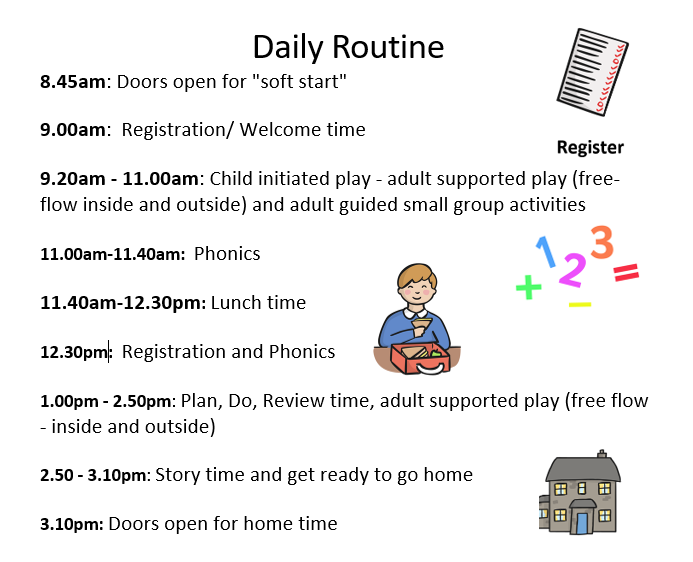 Daily Routine
8.45am: Doors open for "soft start"
9.00am:  Registration/ Welcome time
Register
9.20am - 11.00am: Child initiated play - adult supported play (free-
flow inside and outside) and adult guided small group activities
11.00am-11.40am:  Phonics
1 2 3
+ - =
11.40am-12.30pm: Lunch time
12.30pm:  Registration and Phonics
1.00pm - 2.50pm: Plan, Do, Review time, adult supported play (free flow
- inside and outside)
2.50 - 3.10pm: Story time and get ready to go home
3.10pm: Doors open for home time